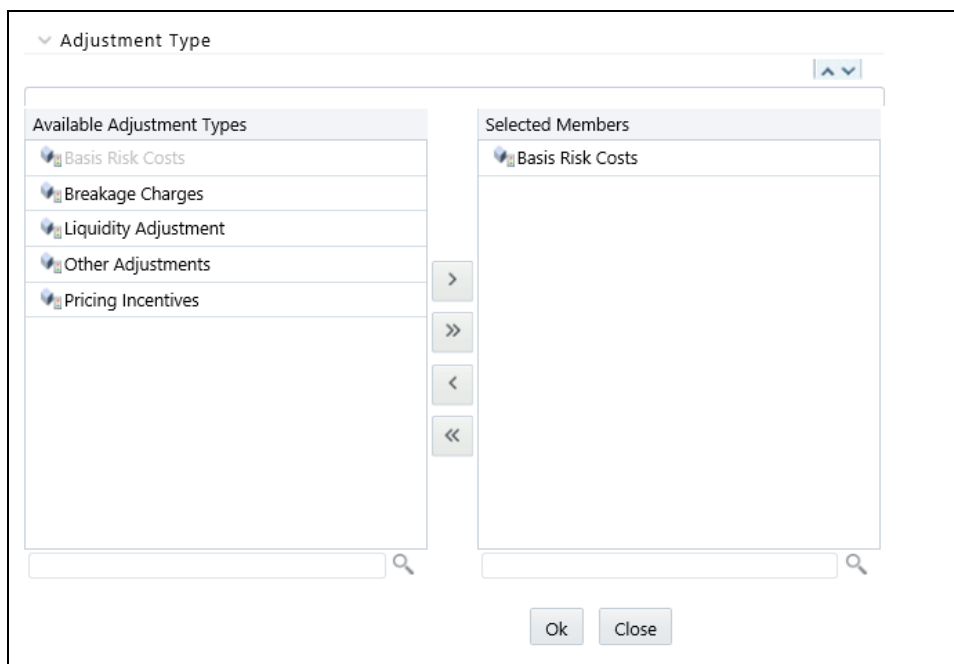 Adjustment Type
Available Adjustment Types
Basis Risk Costs
Breakage Charges
Liquidity Adjustment
Other Adjustments
Pricing Incentives
Selected Members
Basis Risk Costs
Ok
Close